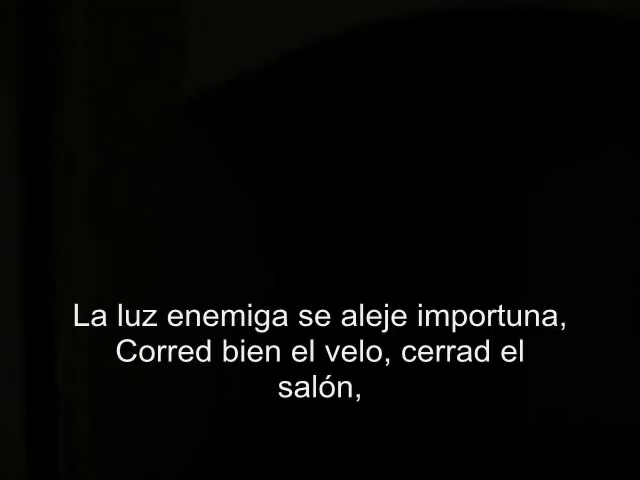 La luz enemiga se aleje importuna,
Corred bien el velo, cerrad el
salón,